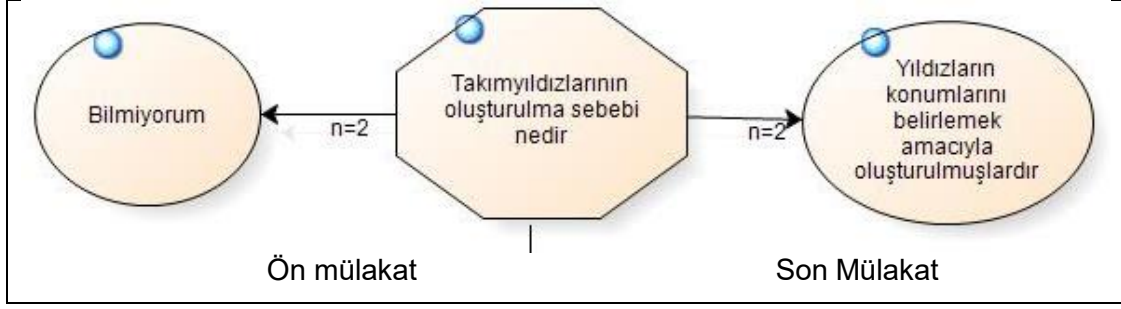 Bilmiyorum
n=2
Takımyıldızlarının
oluşturulma sebebi
nedir
n=2
Yıldızların
konumlarını
belirlemek
amacıyla
oluşturulmuşlardır
Ön mülakat
Son Mülakat